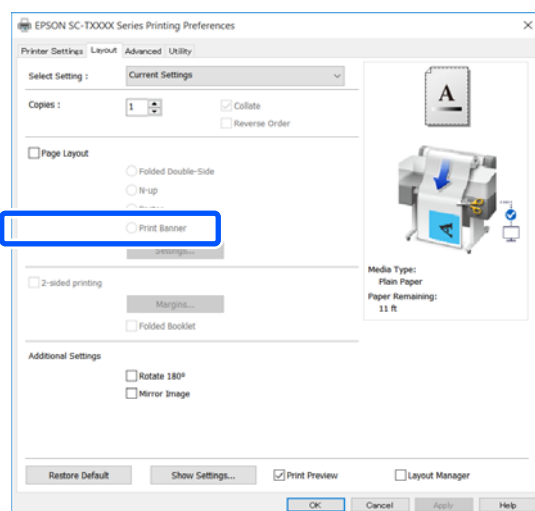 EPSON SC-TXXXX Series Printing Preferences
Printer Settings Layout Advanced Utility
Select Setting : Current Settings
Copies : 1 Collate
Reverse Order
Page Layout
Folded Double-Side
N-up
Print Banner
Settings...
2-sided printing
Margins...
Folded Booklet
Additional Settings
Rotate 180°
Mirror Image
A
A
Media Type:
Plain Paper
Paper Remaining:
11 ft
Restore Default Show Settings... Print Preview Layout Manager
OK Cancel Apply Help